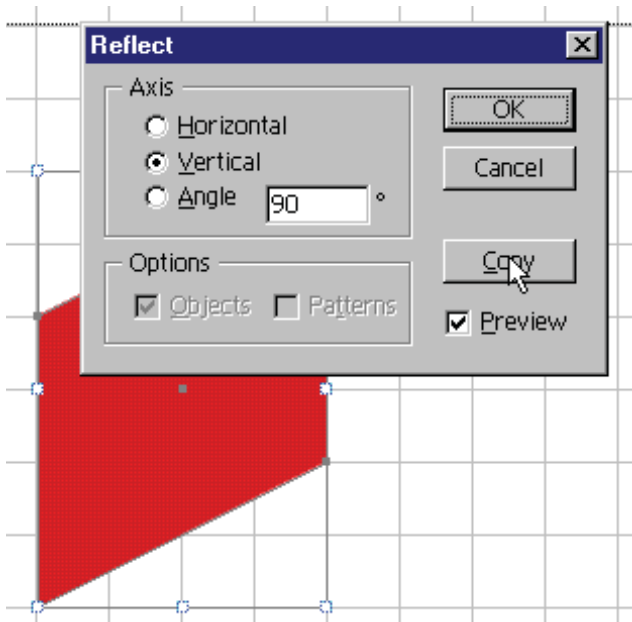 Reflect
Axis
Horizontal
Vertical
Angle 90 °
Options
Objects Patterns
OK
Cancel
Copy
Preview